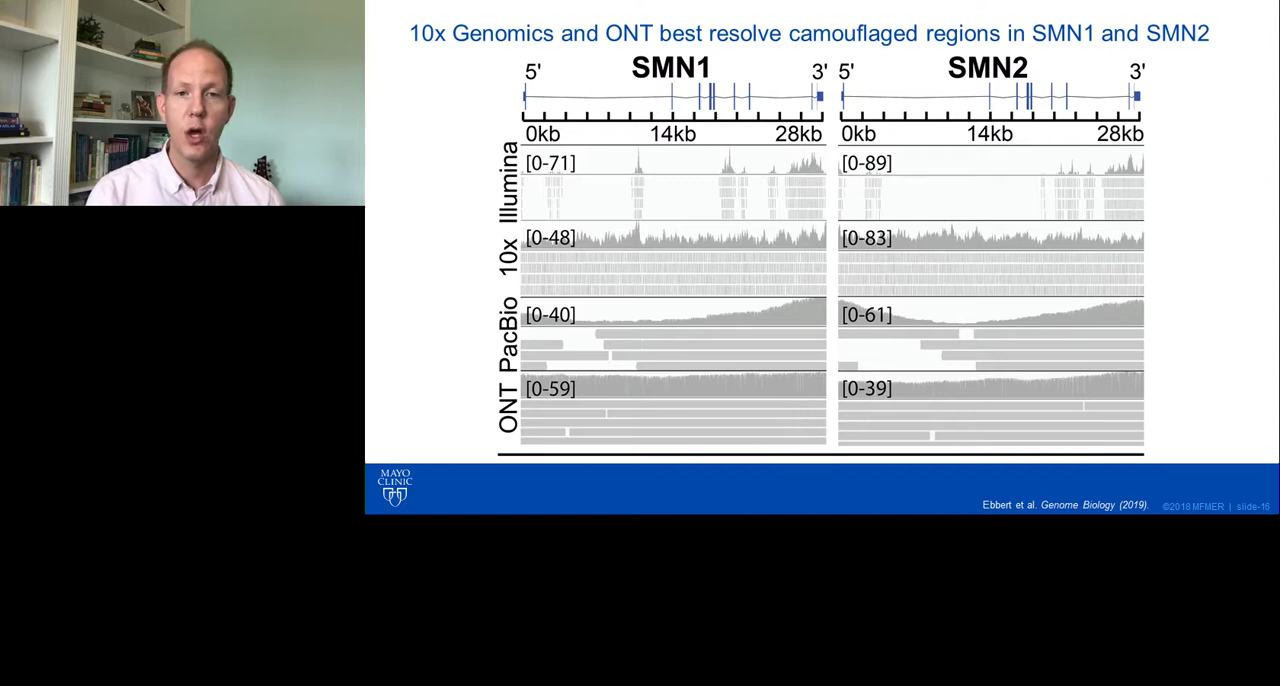 10x Genomics and ONT best resolve camouflaged regions in SMN1 and SMN2
5' SMN1 3'
5' SMN2 3'
0kb 14kb 28kb
0kb 14kb 28kb
Illumina
[0-71]
[0-89]
10x
[0-48]
[0-83]
PacBio
[0-40]
[0-61]
ONT
[0-59]
[0-39]
MAYO
CLINIC
Ebbert et al. Genome Biology (2019).
©2018 MFMER | slide-16